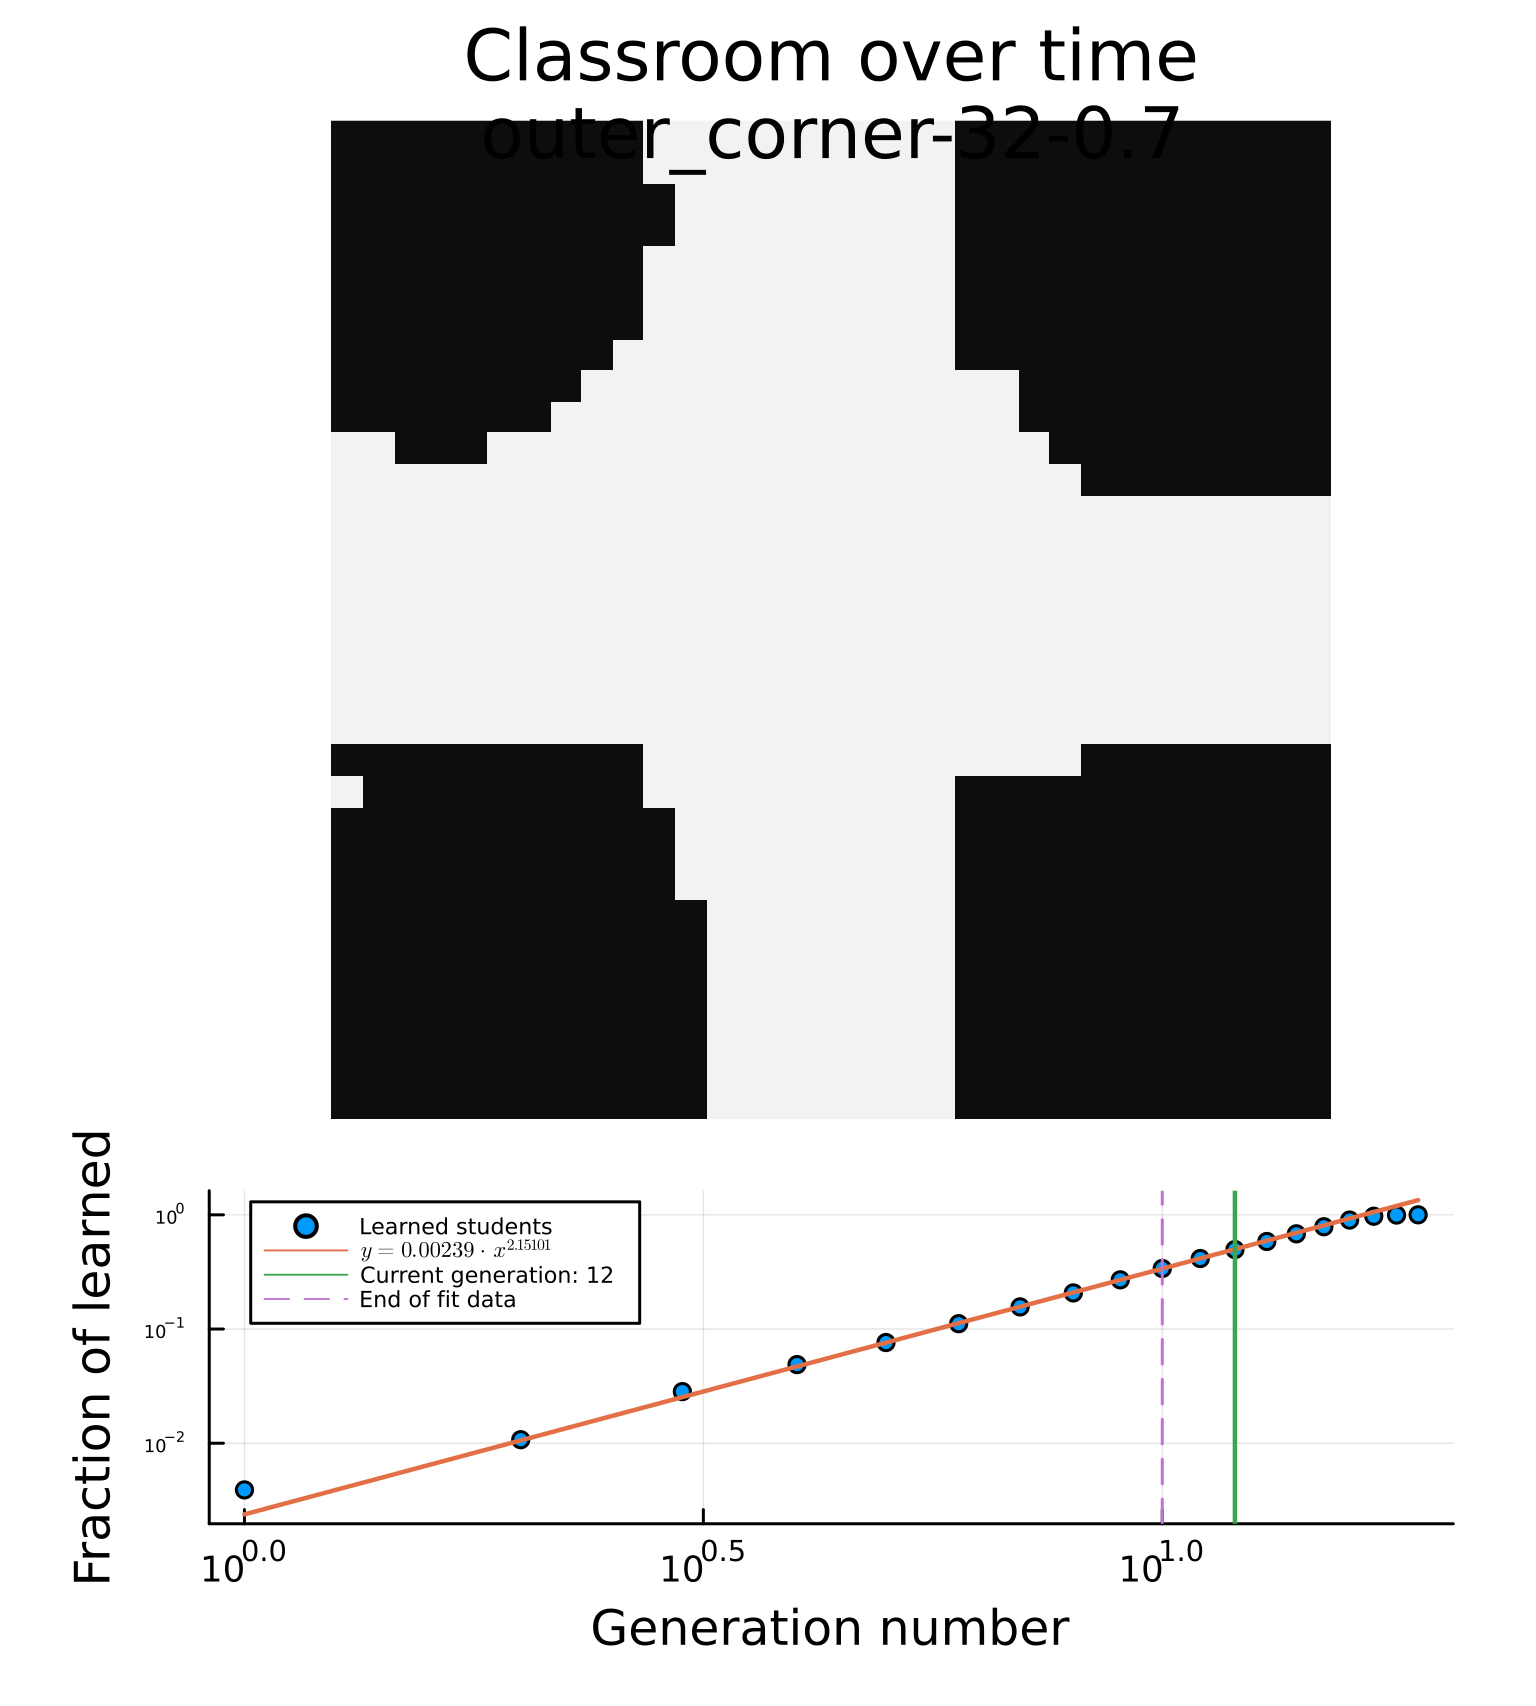 Classroom over time
outer_corner-32-0.7
Fraction of learned
10⁰
10⁻¹
10⁻²
Learned students
y = 0.00239 · x^2.15101
Current generation: 12
End of fit data
10^0.0
10^0.5
10^1.0
Generation number